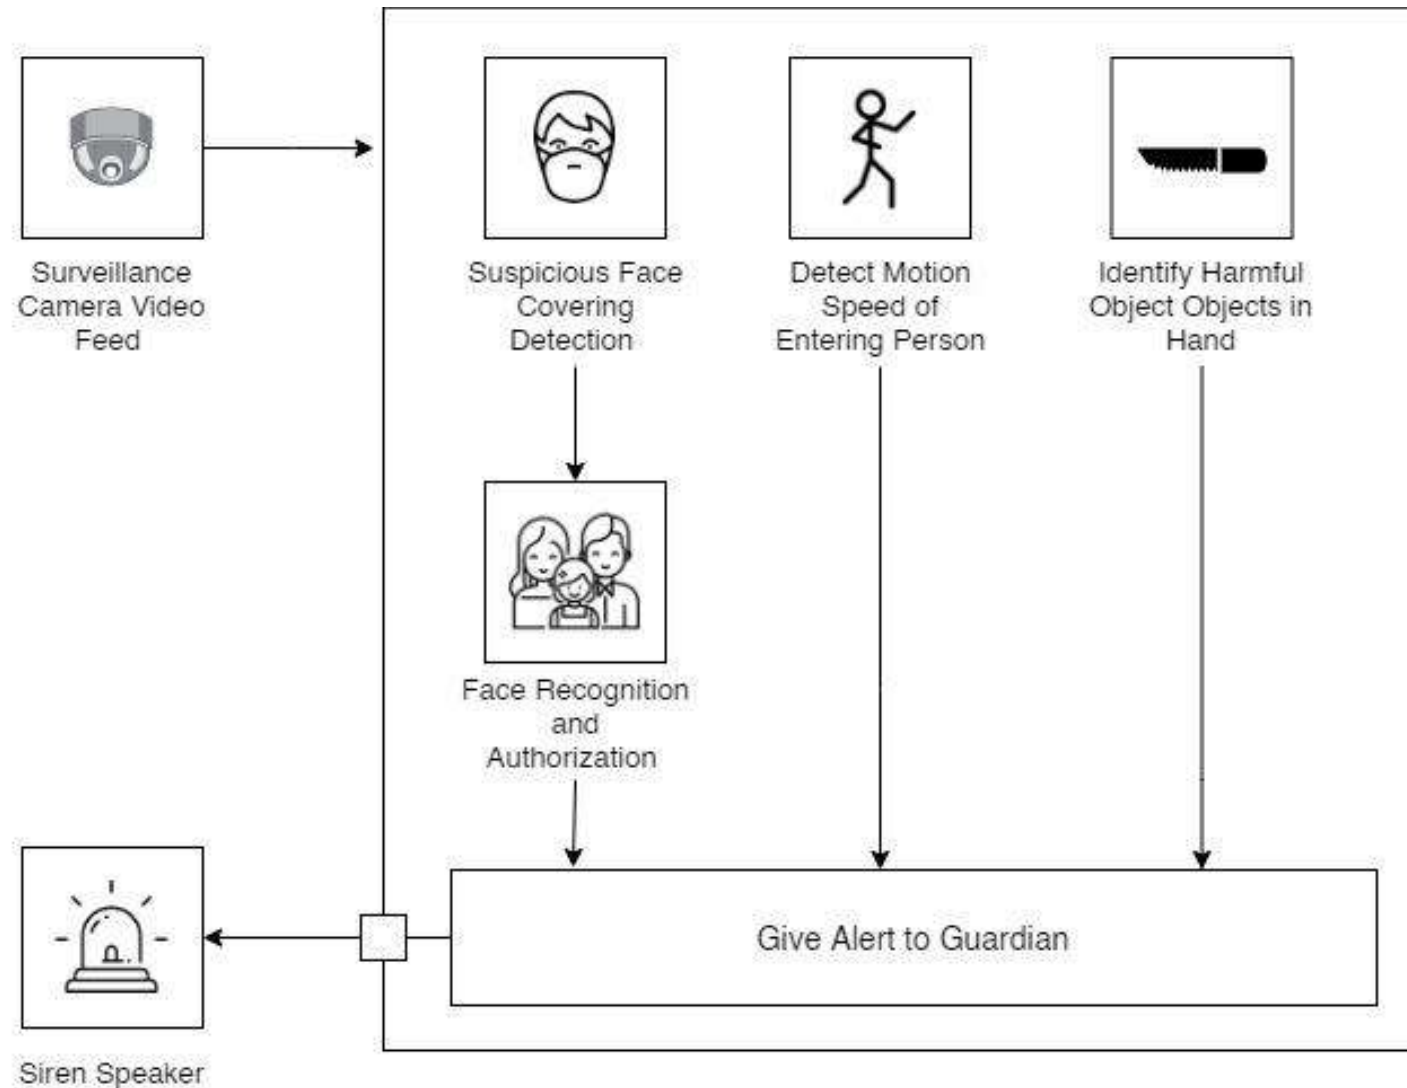 Surveillance
Camera Video
Feed
Suspicious Face
Covering
Detection
Detect Motion
Speed of
Entering Person
Identify Harmful
Object Objects in
Hand
Face Recognition
and
Authorization
Give Alert to Guardian
Siren Speaker